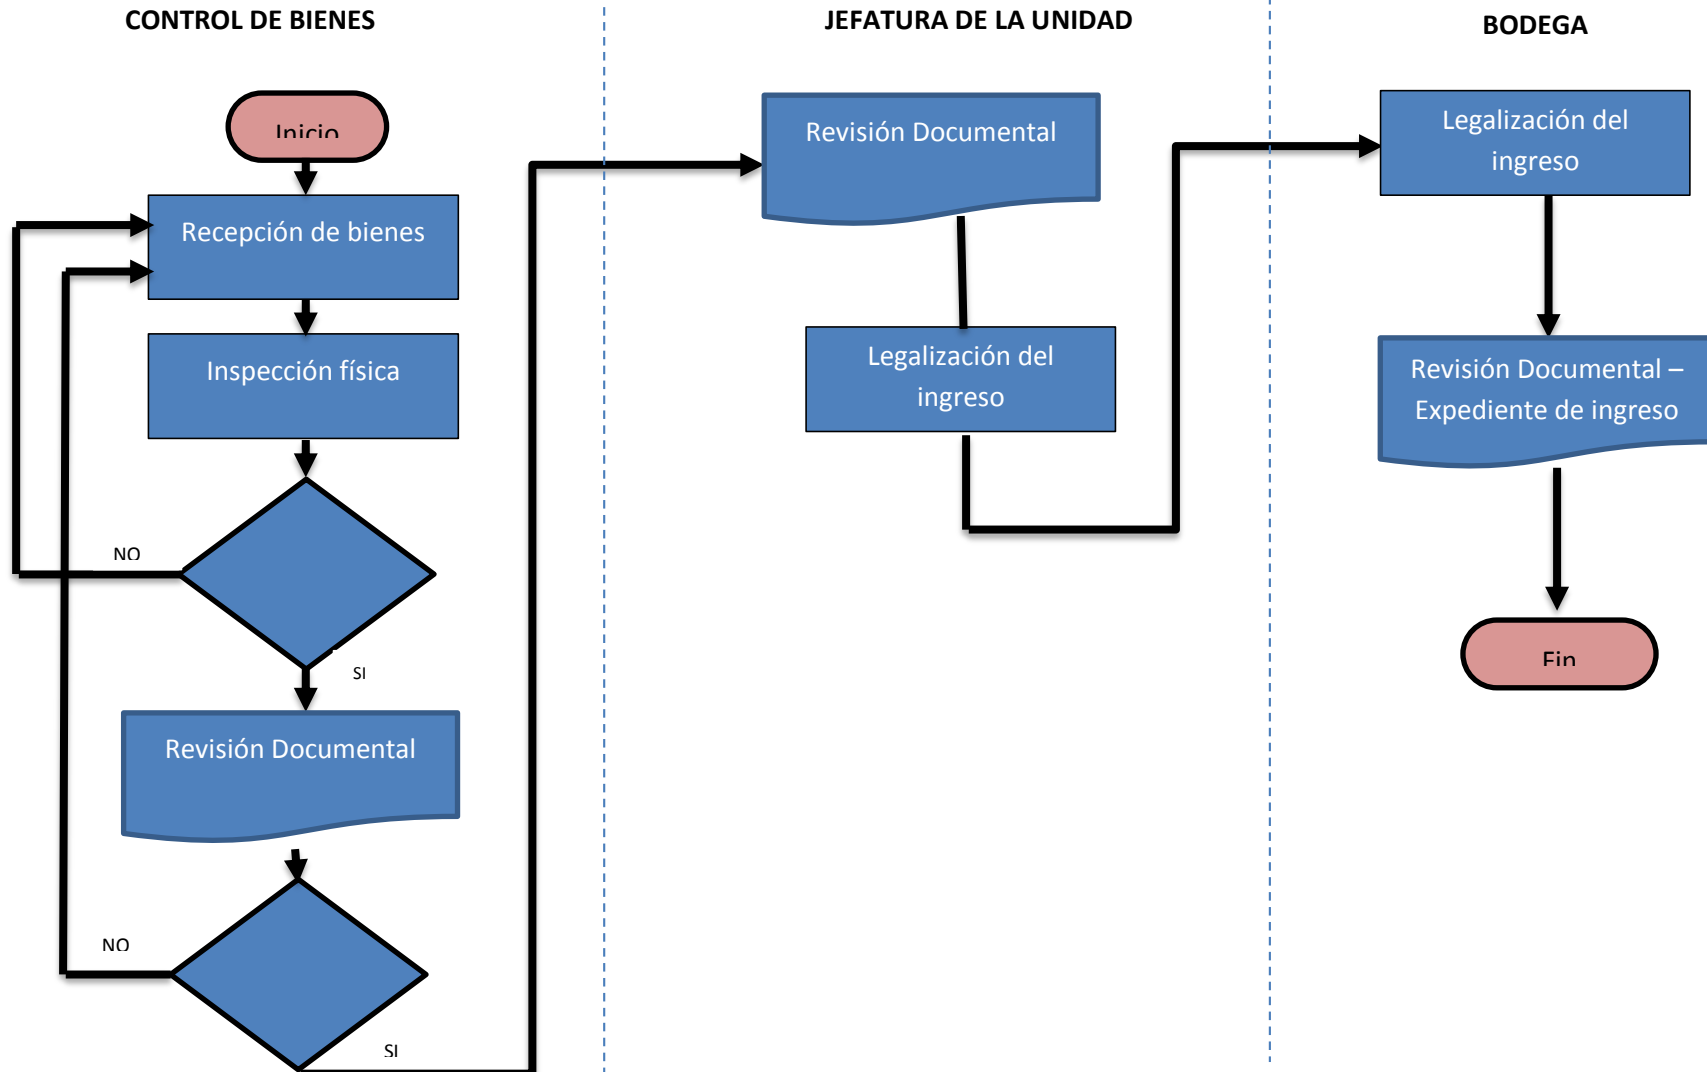 CONTROL DE BIENES
JEFATURA DE LA UNIDAD
BODEGA
Inicio
Recepción de bienes
Inspección física
NO
SI
Revisión Documental
NO
SI
Revisión Documental
Legalización del
ingreso
Legalización del
ingreso
Revisión Documental –
Expediente de ingreso
Fin